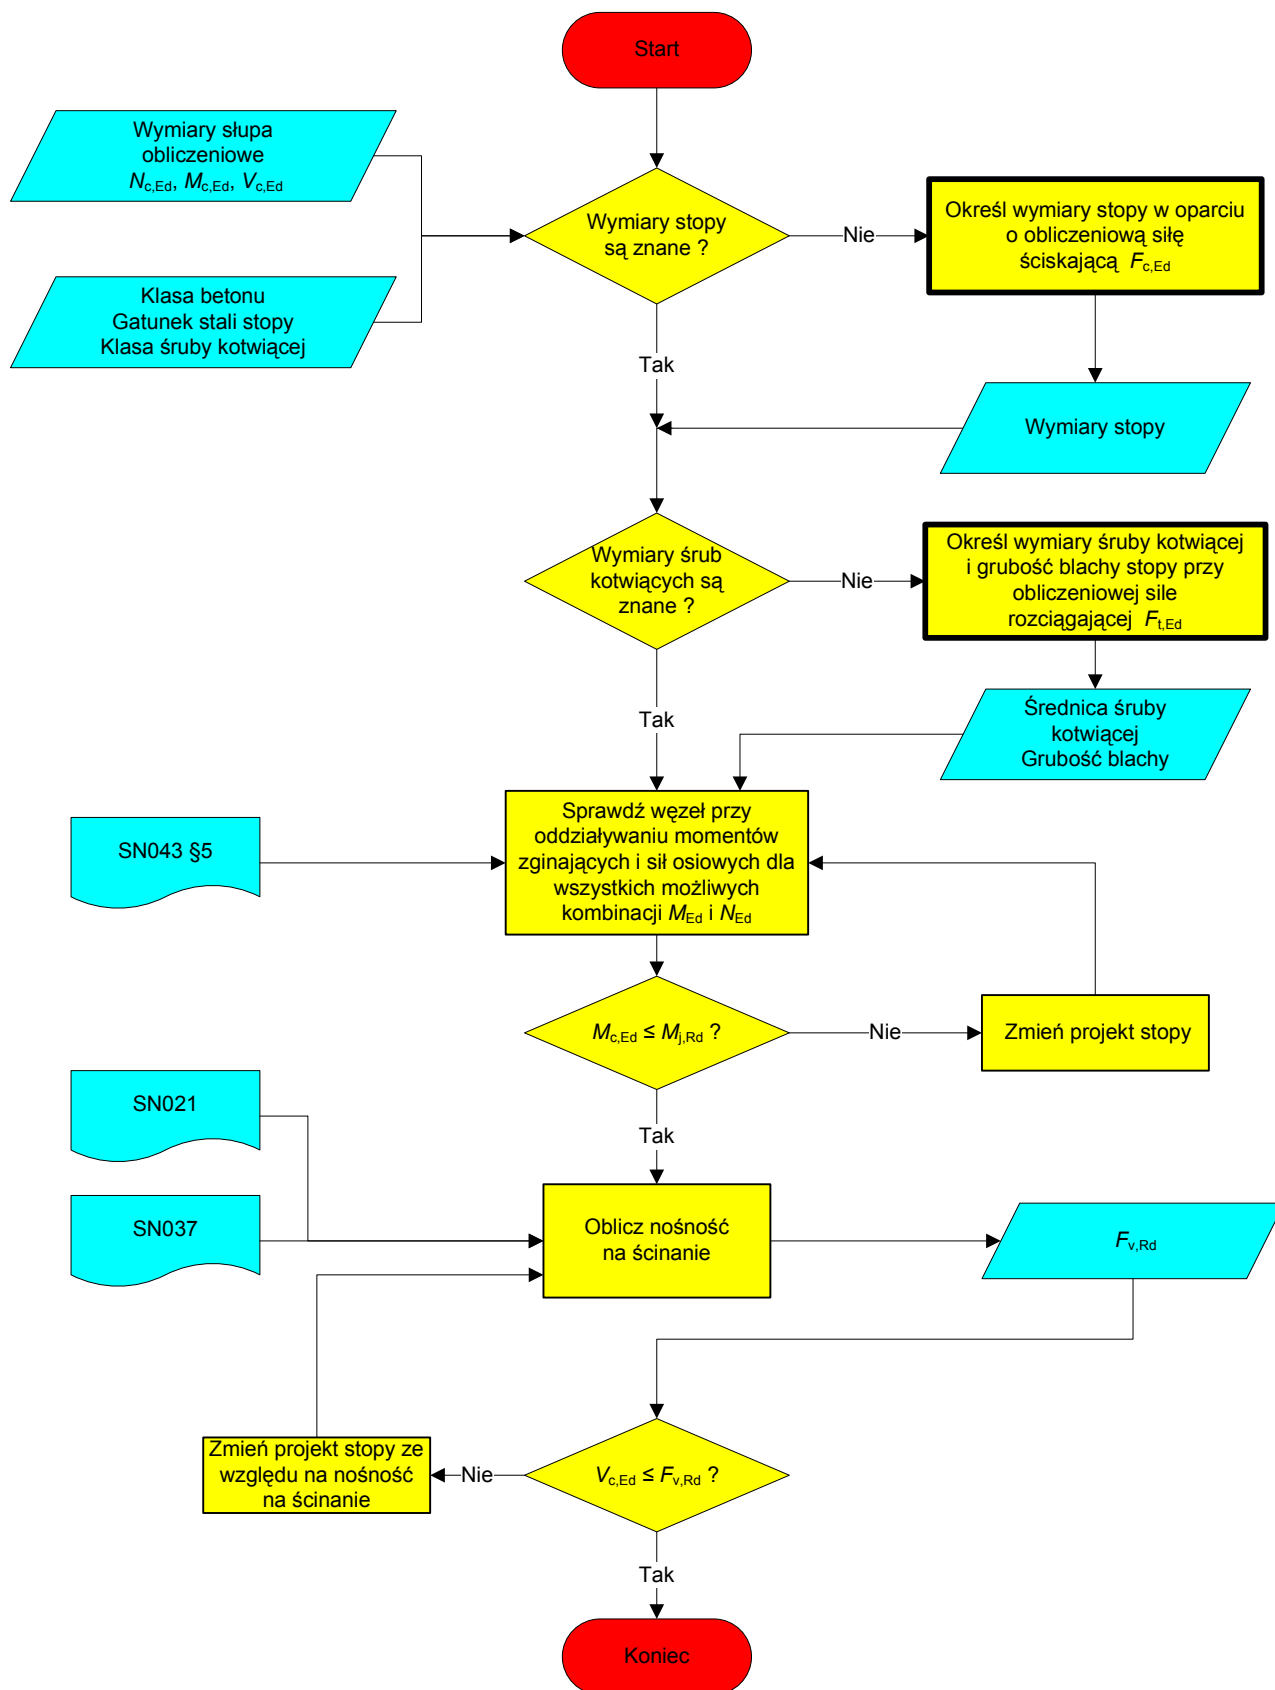 Start
Wymiary słupa
obliczeniowe
Nc,Ed, Mc,Ed, Vc,Ed
Klasa betonu
Gatunek stali stopy
Klasa śruby kotwiącej
Wymiary stopy
są znane ?
Nie
Określ wymiary stopy w oparciu
o obliczeniową siłę
ściskającą Fc,Ed
Tak
Wymiary stopy
Wymiary śrub
kotwiących są
znane ?
Nie
Określ wymiary śruby kotwiącej
i grubość blachy stopy przy
obliczeniowej sile
rozciągającej Ft,Ed
Tak
Średnica śruby
kotwiącej
Grubość blachy
SN043 §5
Sprawdź węzeł przy
oddziaływaniu momentów
zginających i sił osiowych dla
wszystkich możliwych
kombinacji MEd i NEd
Mc,Ed ≤ Mj,Rd ?
Nie
Zmień projekt stopy
Tak
SN021
SN037
Oblicz nośność
na ścinanie
Fv,Rd
Zmień projekt stopy ze
względu na nośność
na ścinanie
Nie
Vc,Ed ≤ Fv,Rd ?
Tak
Koniec